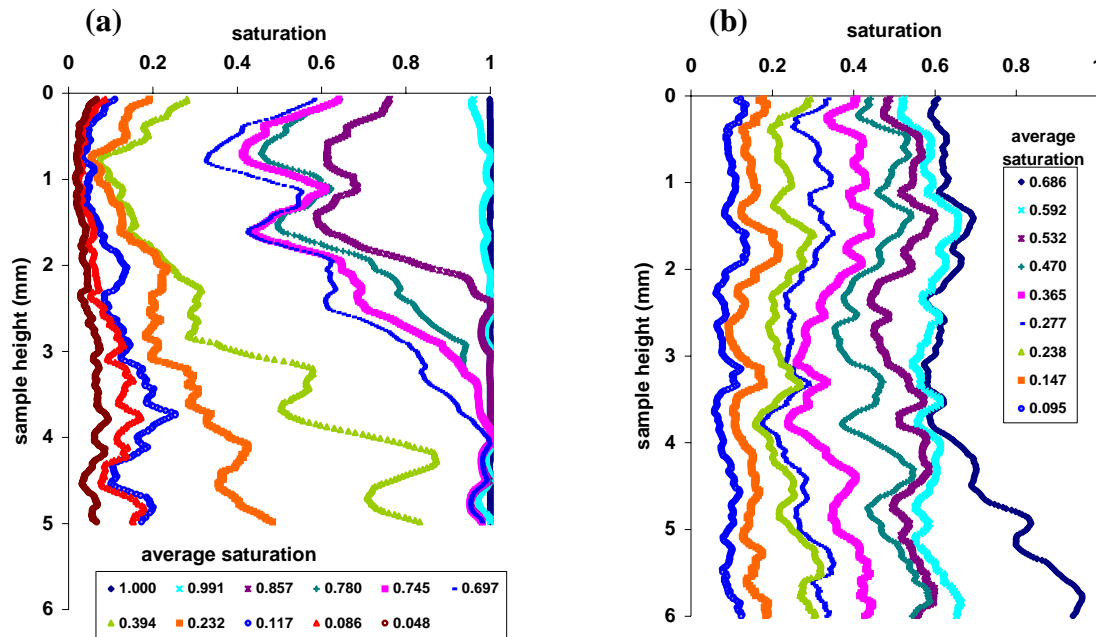 (a)
saturation
0 0.2 0.4 0.6 0.8 1
0
1
2
3
4
5
6
sample height (mm)
average saturation
1.000 0.991 0.857 0.780 0.745 0.697
0.394 0.232 0.117 0.086 0.048
(b)
saturation
0 0.2 0.4 0.6 0.8 1
0
1
2
3
4
5
6
sample height (mm)
average
saturation
0.686
0.592
0.532
0.470
0.365
0.277
0.238
0.147
0.095